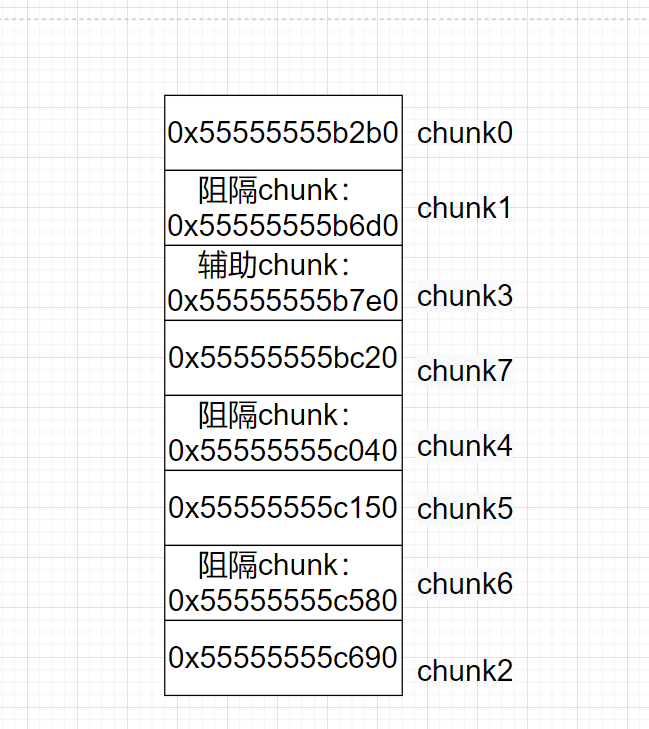 0x55555555b2b0 chunk0
阻隔chunk：
0x55555555b6d0 chunk1
辅助chunk：
0x55555555b7e0 chunk3
0x55555555bc20 chunk7
阻隔chunk：
0x55555555c040 chunk4
0x55555555c150 chunk5
阻隔chunk：
0x55555555c580 chunk6
0x55555555c690 chunk2